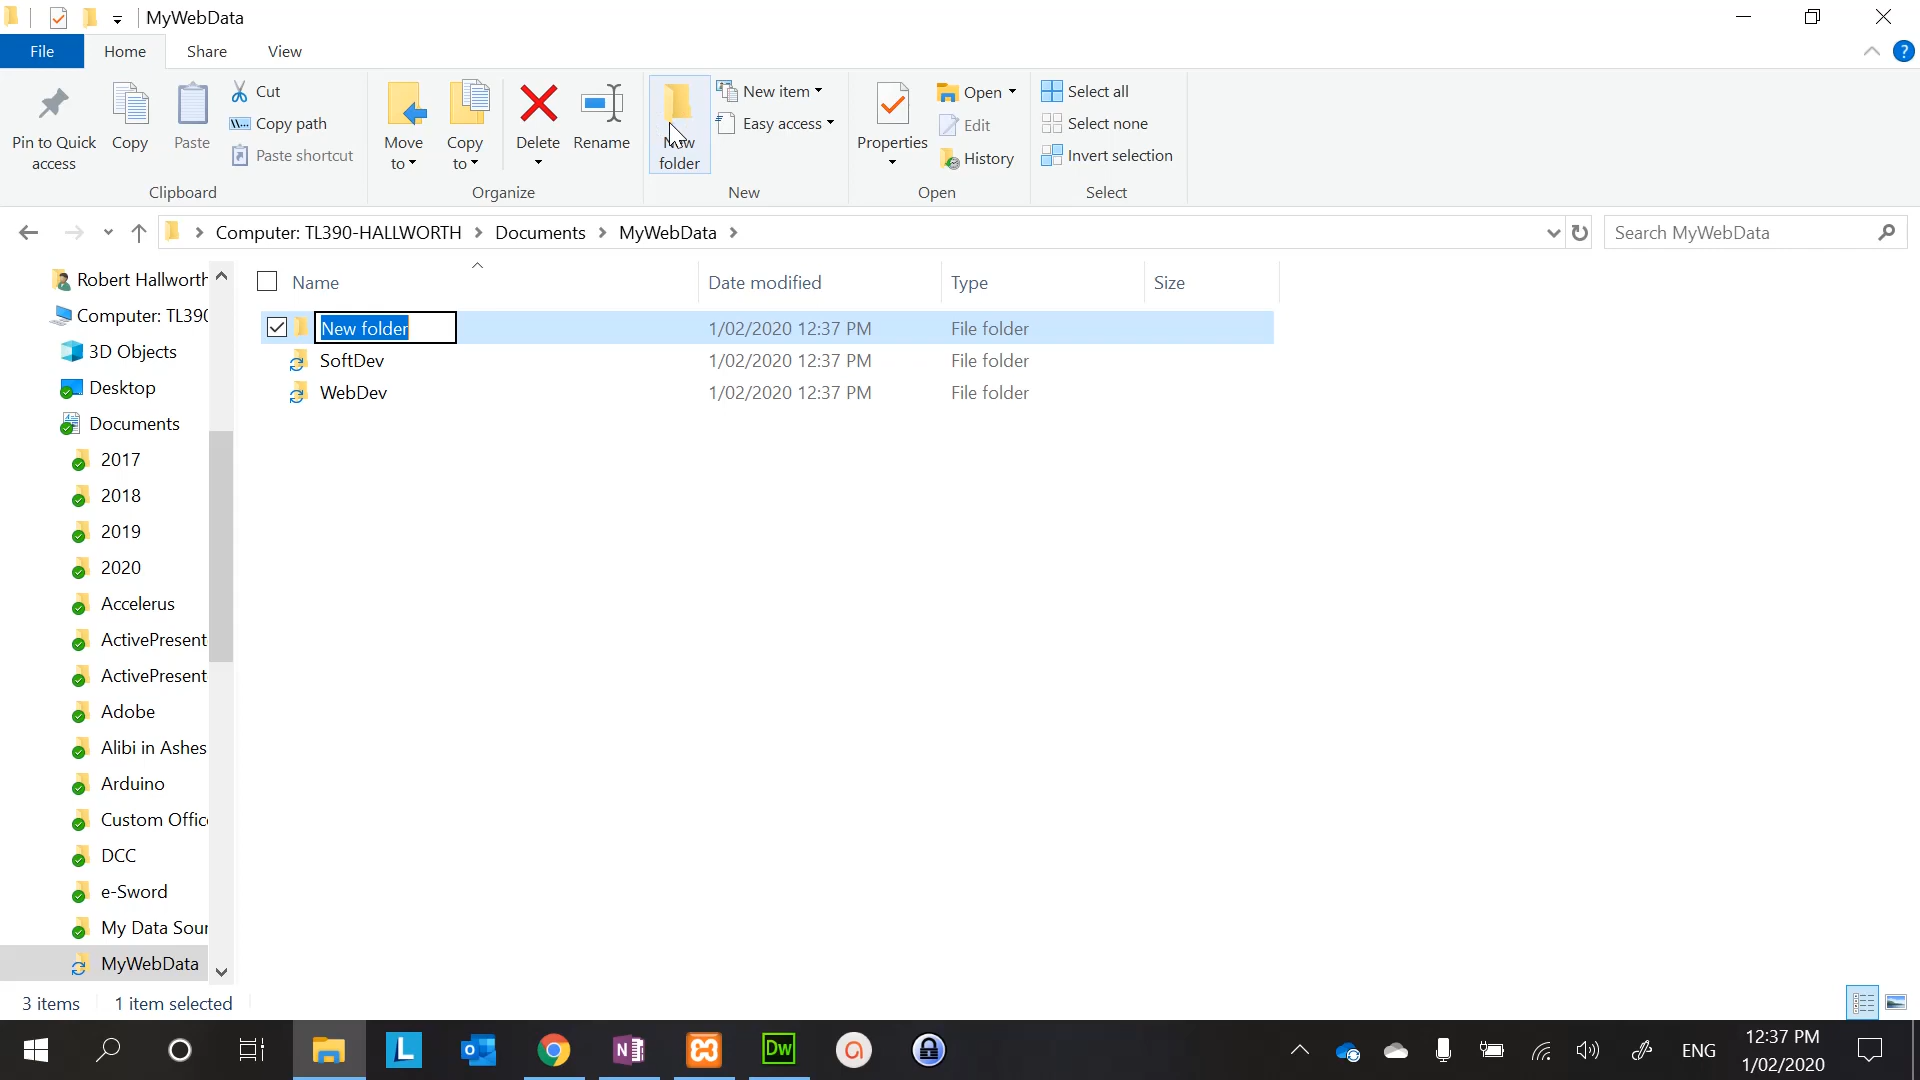 MyWebData
File Home Share View
Pin to Quick access
Copy
Paste
Cut
Copy path
Paste shortcut
Clipboard
Move to
Copy to
Delete
Rename
Organize
New folder
New item
Easy access
New
Properties
Open
Edit
History
Open
Select all
Select none
Invert selection
Select
Computer: TL390-HALLWORTH Documents MyWebData
Search MyWebData
Name Date modified Type Size
New folder 1/02/2020 12:37 PM File folder
SoftDev 1/02/2020 12:37 PM File folder
WebDev 1/02/2020 12:37 PM File folder
Robert Hallworth
Computer: TL390
3D Objects
Desktop
Documents
2017
2018
2019
2020
Accelerus
ActivePresent
ActivePresent
Adobe
Alibi in Ashes
Arduino
Custom Offic
DCC
e-Sword
My Data Sour
MyWebData
3 items 1 item selected
L
N
Dw
ENG
12:37 PM
1/02/2020